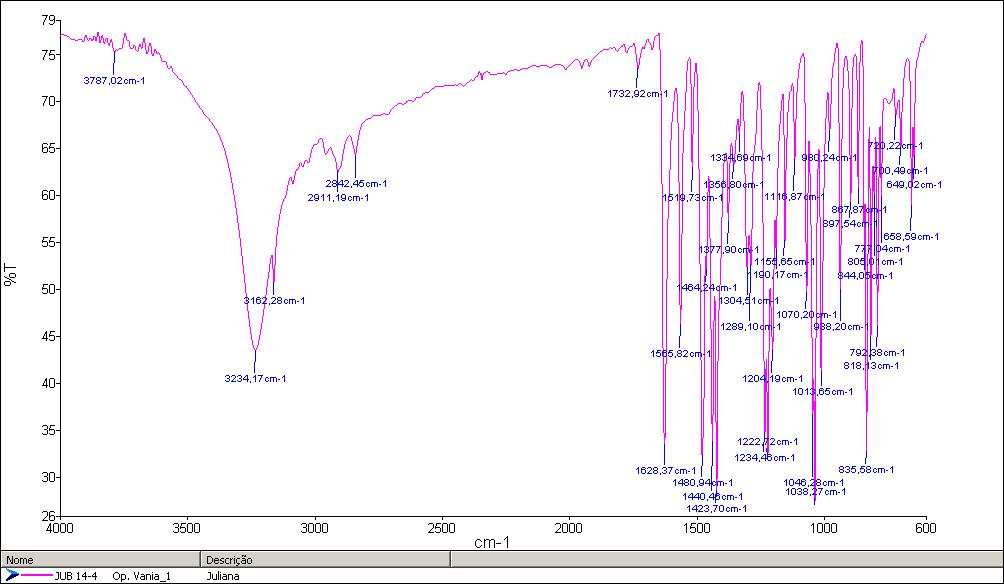 79
75
70
65
60
55
50
45
40
35
30
26
%T
4000 3500 3000 2500 2000 1500 1000 600
cm-1
3787,02cm-1
3234,17cm-1
3162,28cm-1
2911,19cm-1
2842,45cm-1
1732,92cm-1
1628,37cm-1
1565,82cm-1
1519,73cm-1
1480,94cm-1
1464,24cm-1
1440,46cm-1
1423,70cm-1
1377,90cm-1
1356,80cm-1
1334,69cm-1
1304,51cm-1
1289,10cm-1
1234,46cm-1
1222,72cm-1
1204,19cm-1
1190,17cm-1
1155,65cm-1
1116,87cm-1
1070,20cm-1
1046,28cm-1
1038,27cm-1
1013,65cm-1
980,24cm-1
938,20cm-1
897,54cm-1
867,87cm-1
844,05cm-1
835,58cm-1
818,13cm-1
805,01cm-1
792,38cm-1
777,04cm-1
720,22cm-1
700,49cm-1
658,59cm-1
649,02cm-1
Nome Descrição
JUB 14-4 Op. Vania_1 Juliana